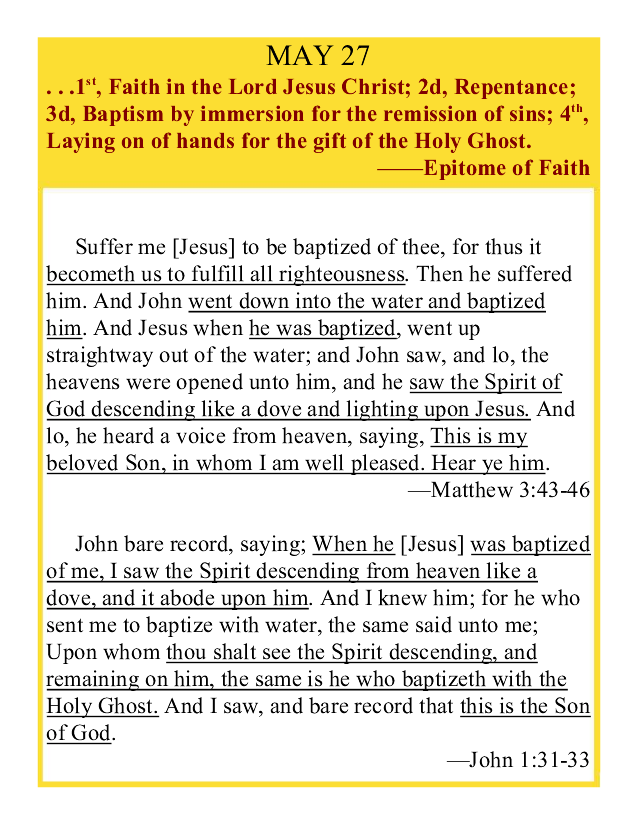 MAY 27
. . .1st, Faith in the Lord Jesus Christ; 2d, Repentance;
3d, Baptism by immersion for the remission of sins; 4th,
Laying on of hands for the gift of the Holy Ghost.
——Epitome of Faith
Suffer me [Jesus] to be baptized of thee, for thus it
becometh us to fulfill all righteousness. Then he suffered
him. And John went down into the water and baptized
him. And Jesus when he was baptized, went up
straightway out of the water; and John saw, and lo, the
heavens were opened unto him, and he saw the Spirit of
God descending like a dove and lighting upon Jesus. And
lo, he heard a voice from heaven, saying, This is my
beloved Son, in whom I am well pleased. Hear ye him.
—Matthew 3:43-46
John bare record, saying; When he [Jesus] was baptized
of me, I saw the Spirit descending from heaven like a
dove, and it abode upon him. And I knew him; for he who
sent me to baptize with water, the same said unto me;
Upon whom thou shalt see the Spirit descending, and
remaining on him, the same is he who baptizeth with the
Holy Ghost. And I saw, and bare record that this is the Son
of God.
—John 1:31-33